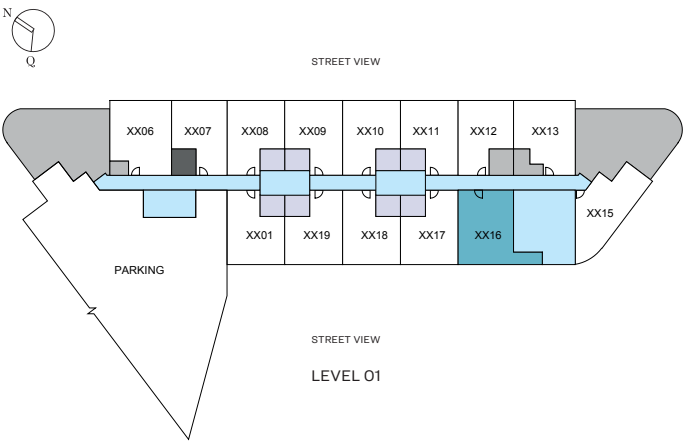 N
Q
STREET VIEW
XX06 XX07 XX08 XX09 XX10 XX11 XX12 XX13
XX01 XX19 XX18 XX17 XX16 XX15
PARKING
STREET VIEW
LEVEL 01